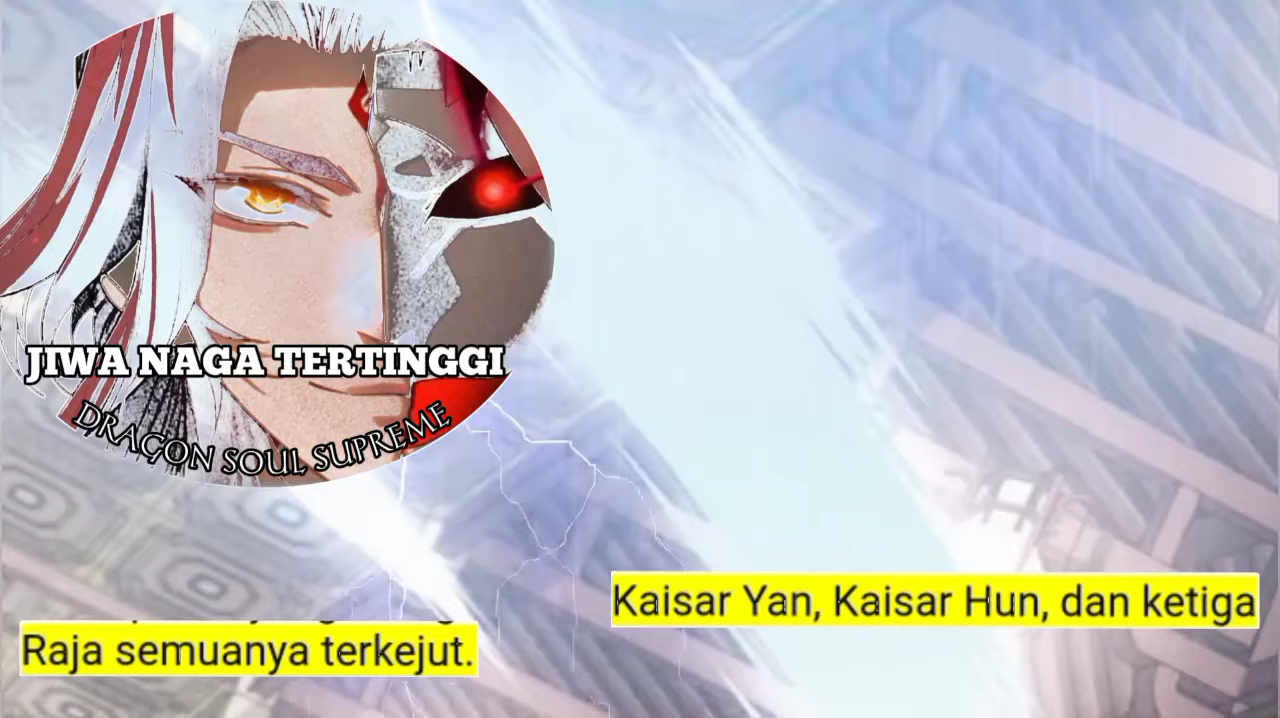 JIWA NAGA TERTINGGI
DRAGON SOUL SUPREME
Kaisar Yan, Kaisar Hun, dan ketiga
Raja semuanya terkejut.